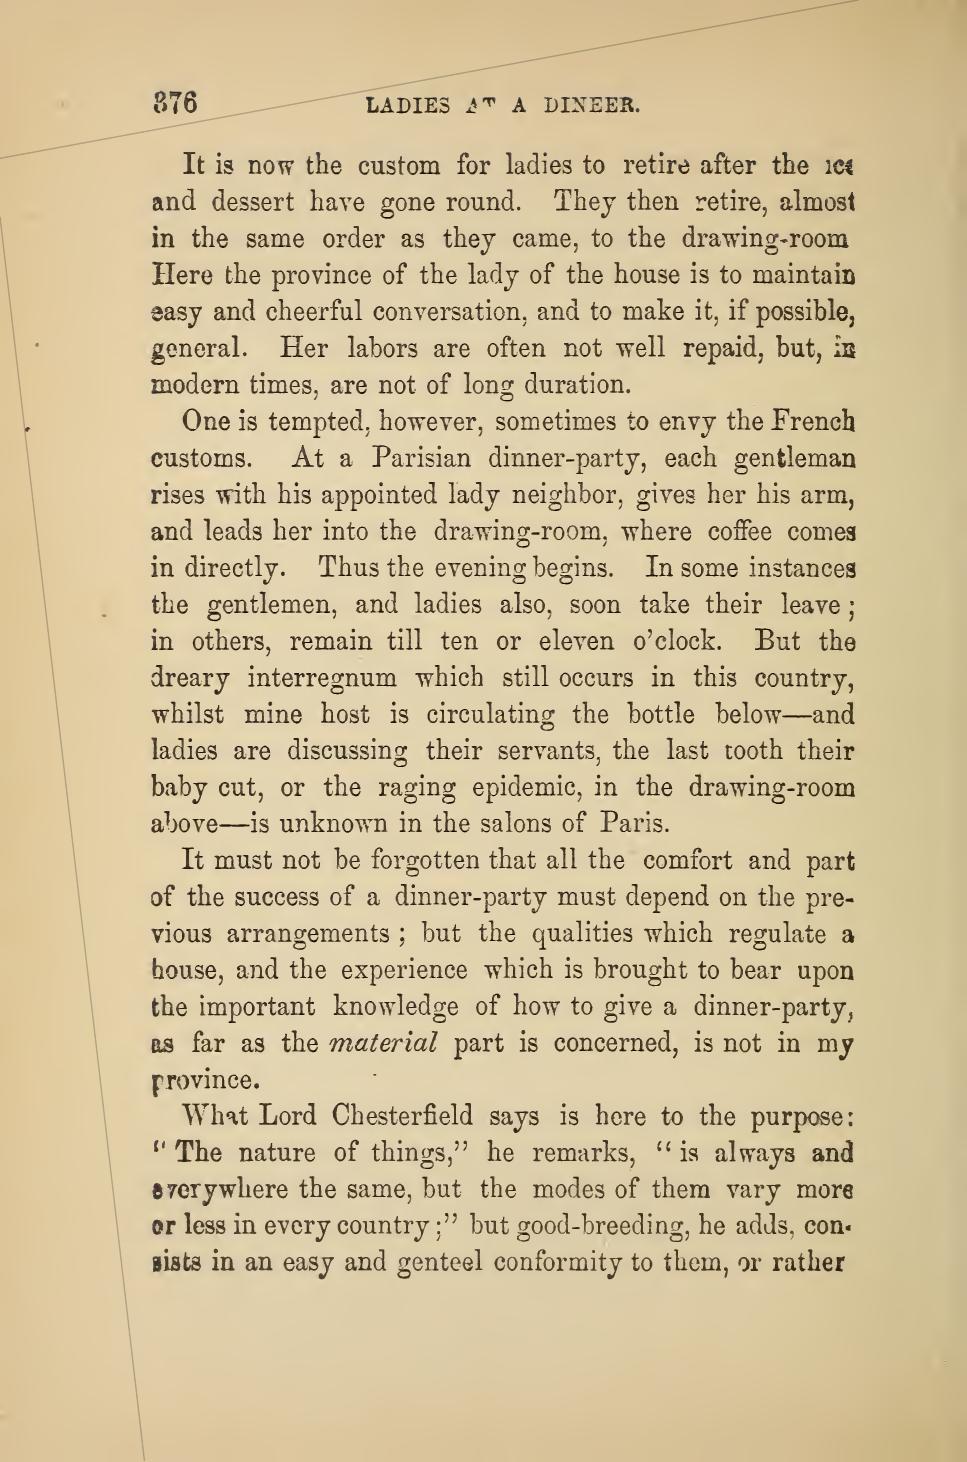 376 LADIES AT A DINEER.
It is now the custom for ladies to retire after the ice
and dessert have gone round. They then retire, almost
in the same order as they came, to the drawing-room
Here the province of the lady of the house is to maintain
easy and cheerful conversation, and to make it, if possible,
general. Her labors are often not well repaid, but, in
modern times, are not of long duration.
One is tempted, however, sometimes to envy the French
customs. At a Parisian dinner-party, each gentleman
rises with his appointed lady neighbor, gives her his arm,
and leads her into the drawing-room, where coffee comes
in directly. Thus the evening begins. In some instances
the gentlemen, and ladies also, soon take their leave ;
in others, remain till ten or eleven o'clock. But the
dreary interregnum which still occurs in this country,
whilst mine host is circulating the bottle below—and
ladies are discussing their servants, the last tooth their
baby cut, or the raging epidemic, in the drawing-room
above—is unknown in the salons of Paris.
It must not be forgotten that all the comfort and part
of the success of a dinner-party must depend on the pre-
vious arrangements ; but the qualities which regulate a
house, and the experience which is brought to bear upon
the important knowledge of how to give a dinner-party,
as far as the material part is concerned, is not in my
province.
What Lord Chesterfield says is here to the purpose:
" The nature of things," he remarks, " is always and
everywhere the same, but the modes of them vary more
or less in every country ;" but good-breeding, he adds, con-
sists in an easy and genteel conformity to them, or rather